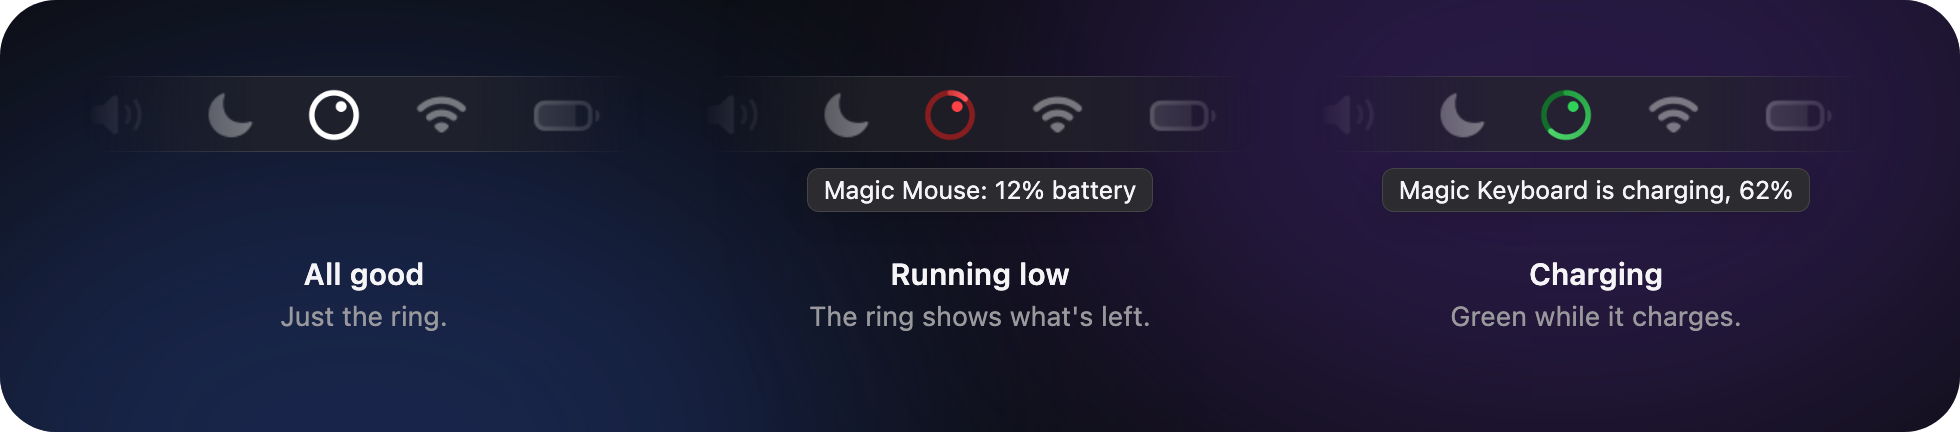 Magic Mouse: 12% battery
Magic Keyboard is charging, 62%
All good
Just the ring.
Running low
The ring shows what's left.
Charging
Green while it charges.